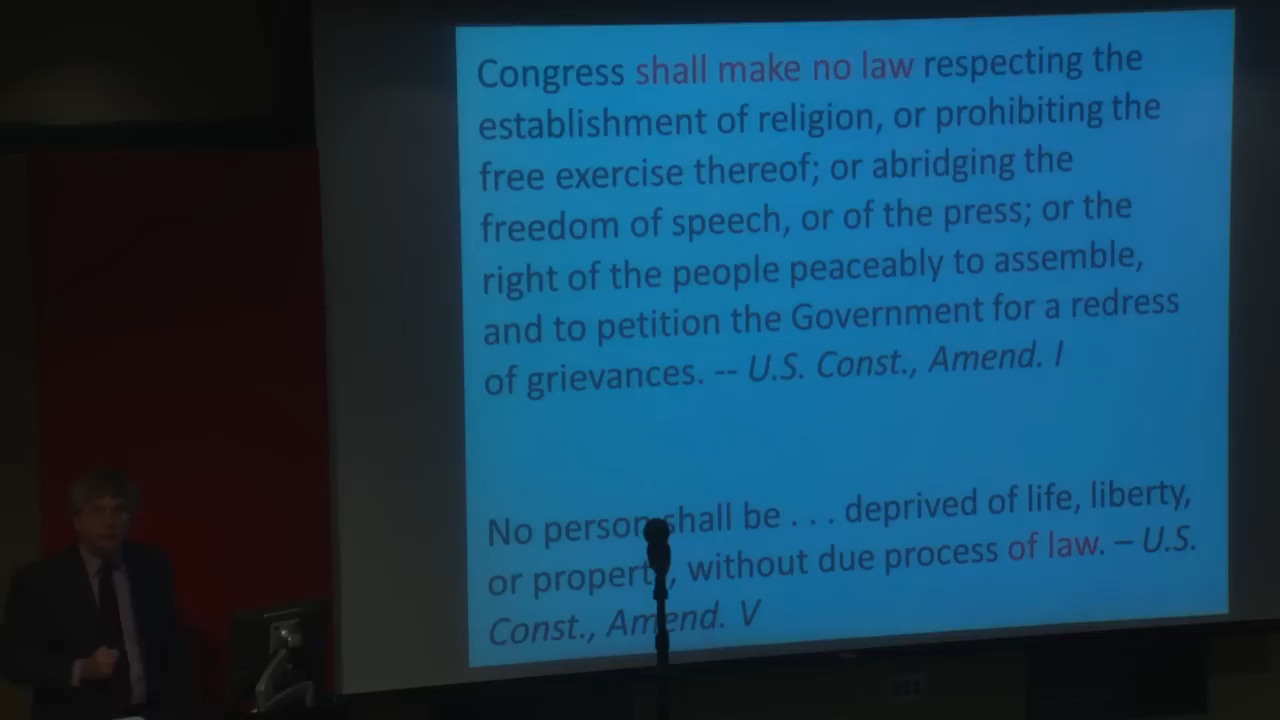 Congress shall make no law respecting the
establishment of religion, or prohibiting the
free exercise thereof; or abridging the
freedom of speech, or of the press; or the
right of the people peaceably to assemble,
and to petition the Government for a redress
of grievances. -- U.S. Const., Amend. I
No person shall be . . . deprived of life, liberty,
or property, without due process of law. – U.S.
Const., Amend. V